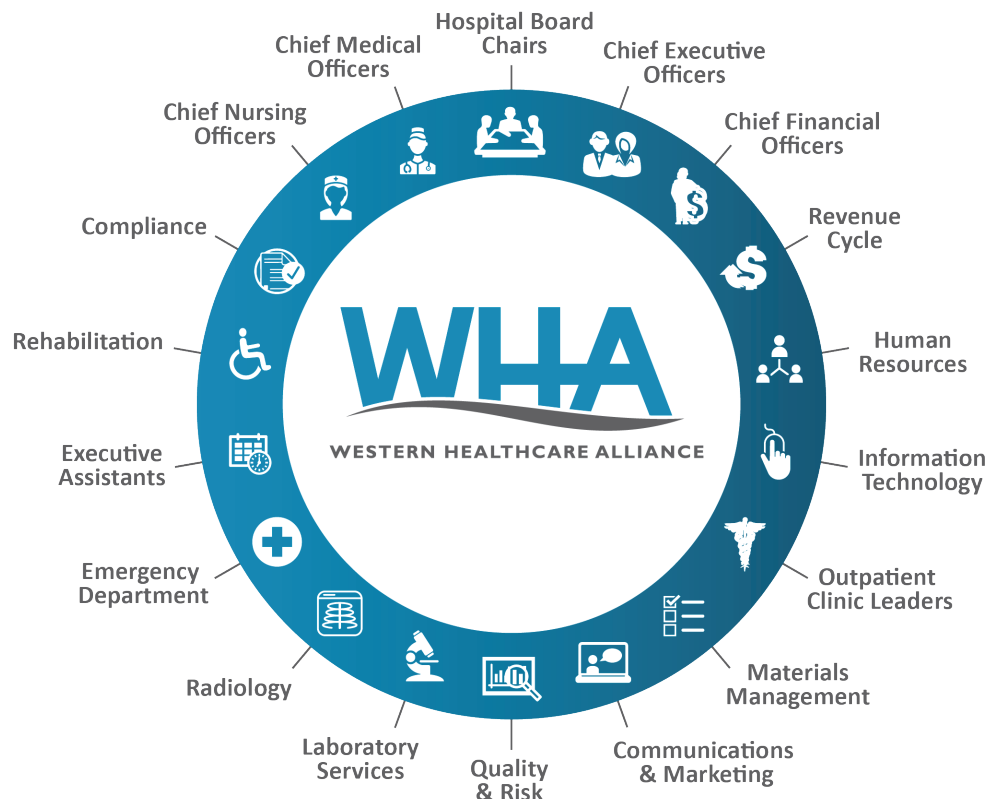 Hospital Board
Chairs
Chief Executive
Officers
Chief Financial
Officers
Revenue
Cycle
Human
Resources
Information
Technology
Outpatient
Clinic Leaders
Materials
Management
Communications
& Marketing
Quality
& Risk
Laboratory
Services
Radiology
Emergency
Department
Executive
Assistants
Rehabilitation
Compliance
Chief Nursing
Officers
Chief Medical
Officers
WHA
WESTERN HEALTHCARE ALLIANCE
$
$